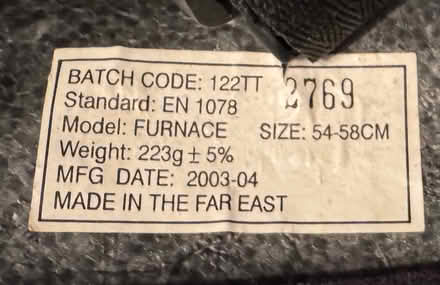 BATCH CODE: 122TT 2769
Standard: EN 1078
Model: FURNACE SIZE: 54-58CM
Weight: 223g ± 5%
MFG DATE: 2003-04
MADE IN THE FAR EAST